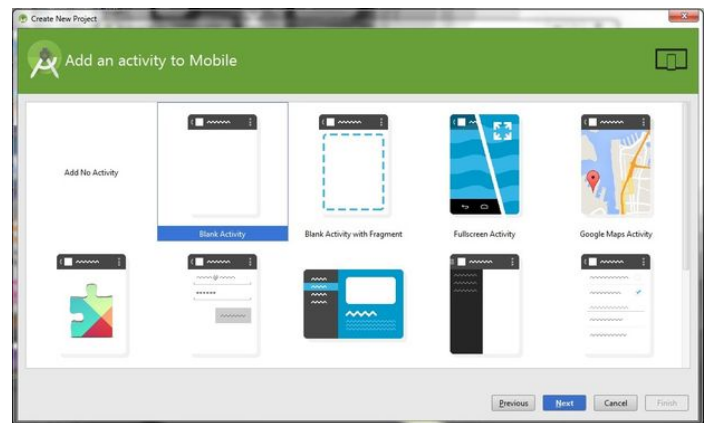 Create New Project
Add an activity to Mobile
Add No Activity
Blank Activity
Blank Activity with Fragment
Fullscreen Activity
Google Maps Activity
Previous
Next
Cancel
Finish